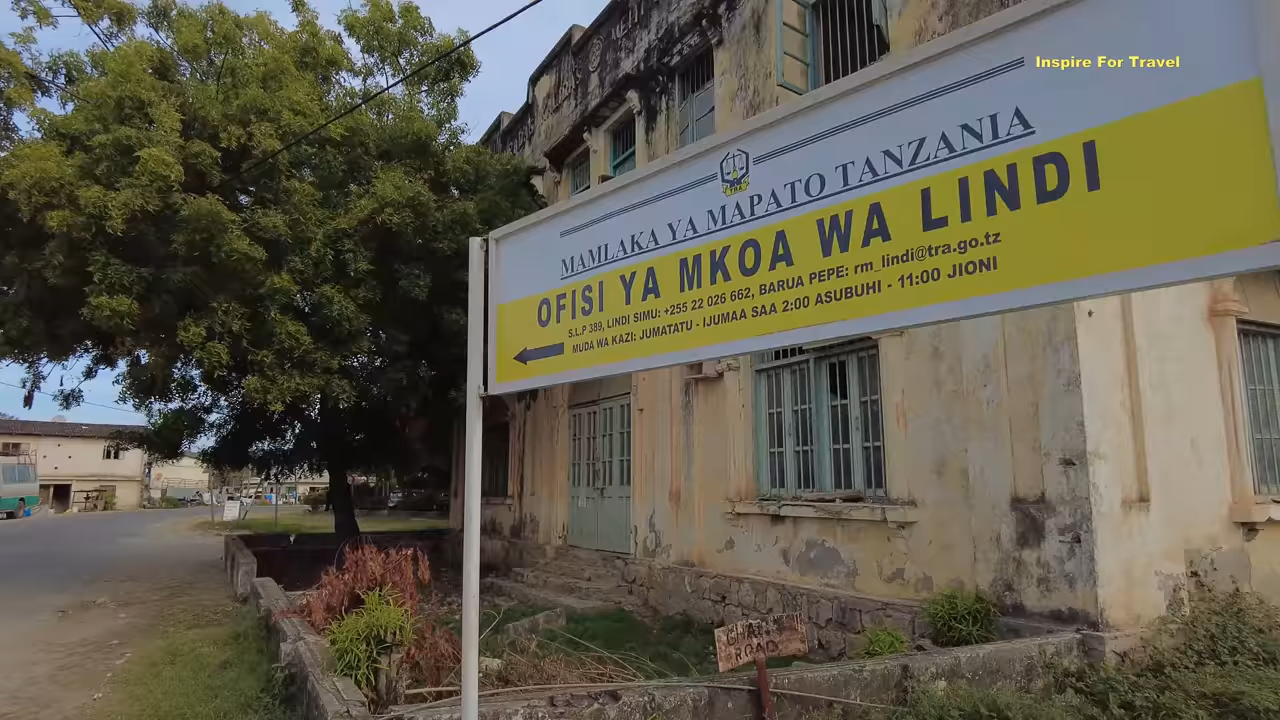 Inspire For Travel
TRA
MAMLAKA YA MAPATO TANZANIA
OFISI YA MKOA WA LINDI
S.L.P 389, LINDI SIMU: +255 22 026 662, BARUA PEPE: rm_lindi@tra.go.tz
MUDA WA KAZI: JUMATATU - IJUMAA SAA 2:00 ASUBUHI - 11:00 JIONI
ROAD